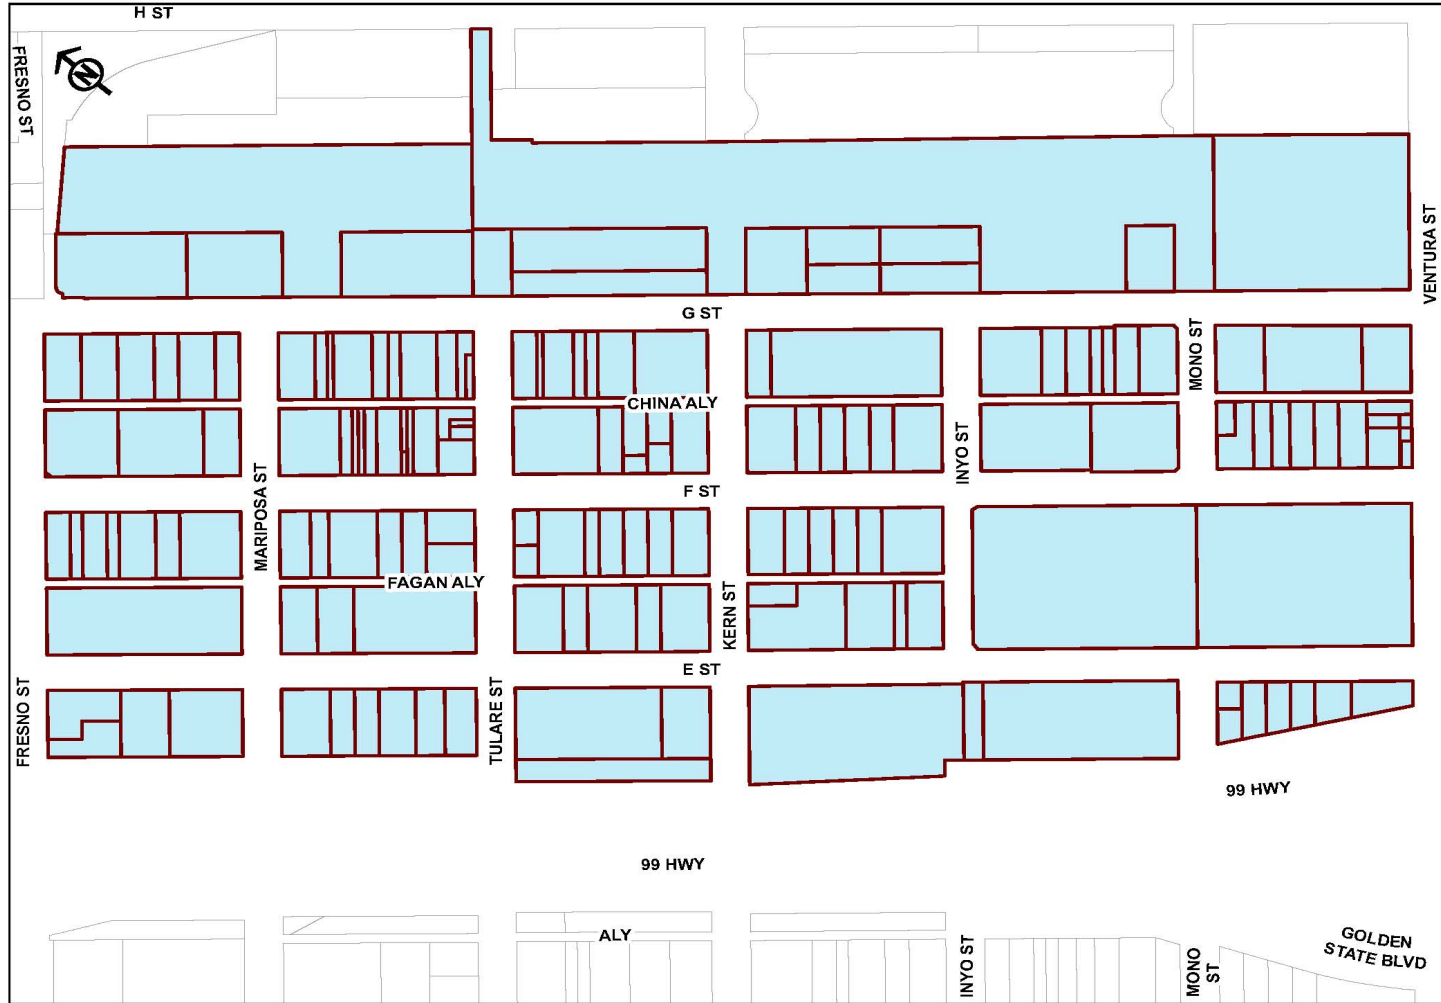 H ST
FRESNO ST
N
VENTURA ST
G ST
MONO ST
CHINA ALY
INYO ST
F ST
MARIPOSA ST
FAGAN ALY
KERN ST
E ST
FRESNO ST
TULARE ST
99 HWY
99 HWY
ALY
INYO ST
MONO
ST
GOLDEN
STATE BLVD